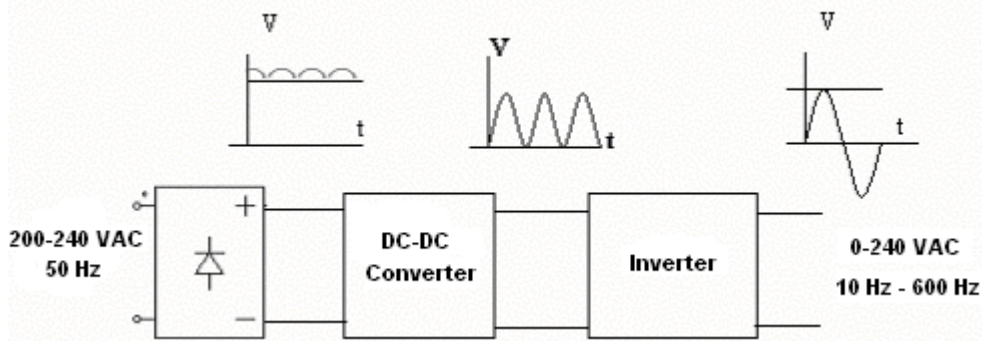 V
V
V
t
t
t
200-240 VAC
50 Hz
+
−
DC-DC
Converter
Inverter
0-240 VAC
10 Hz - 600 Hz